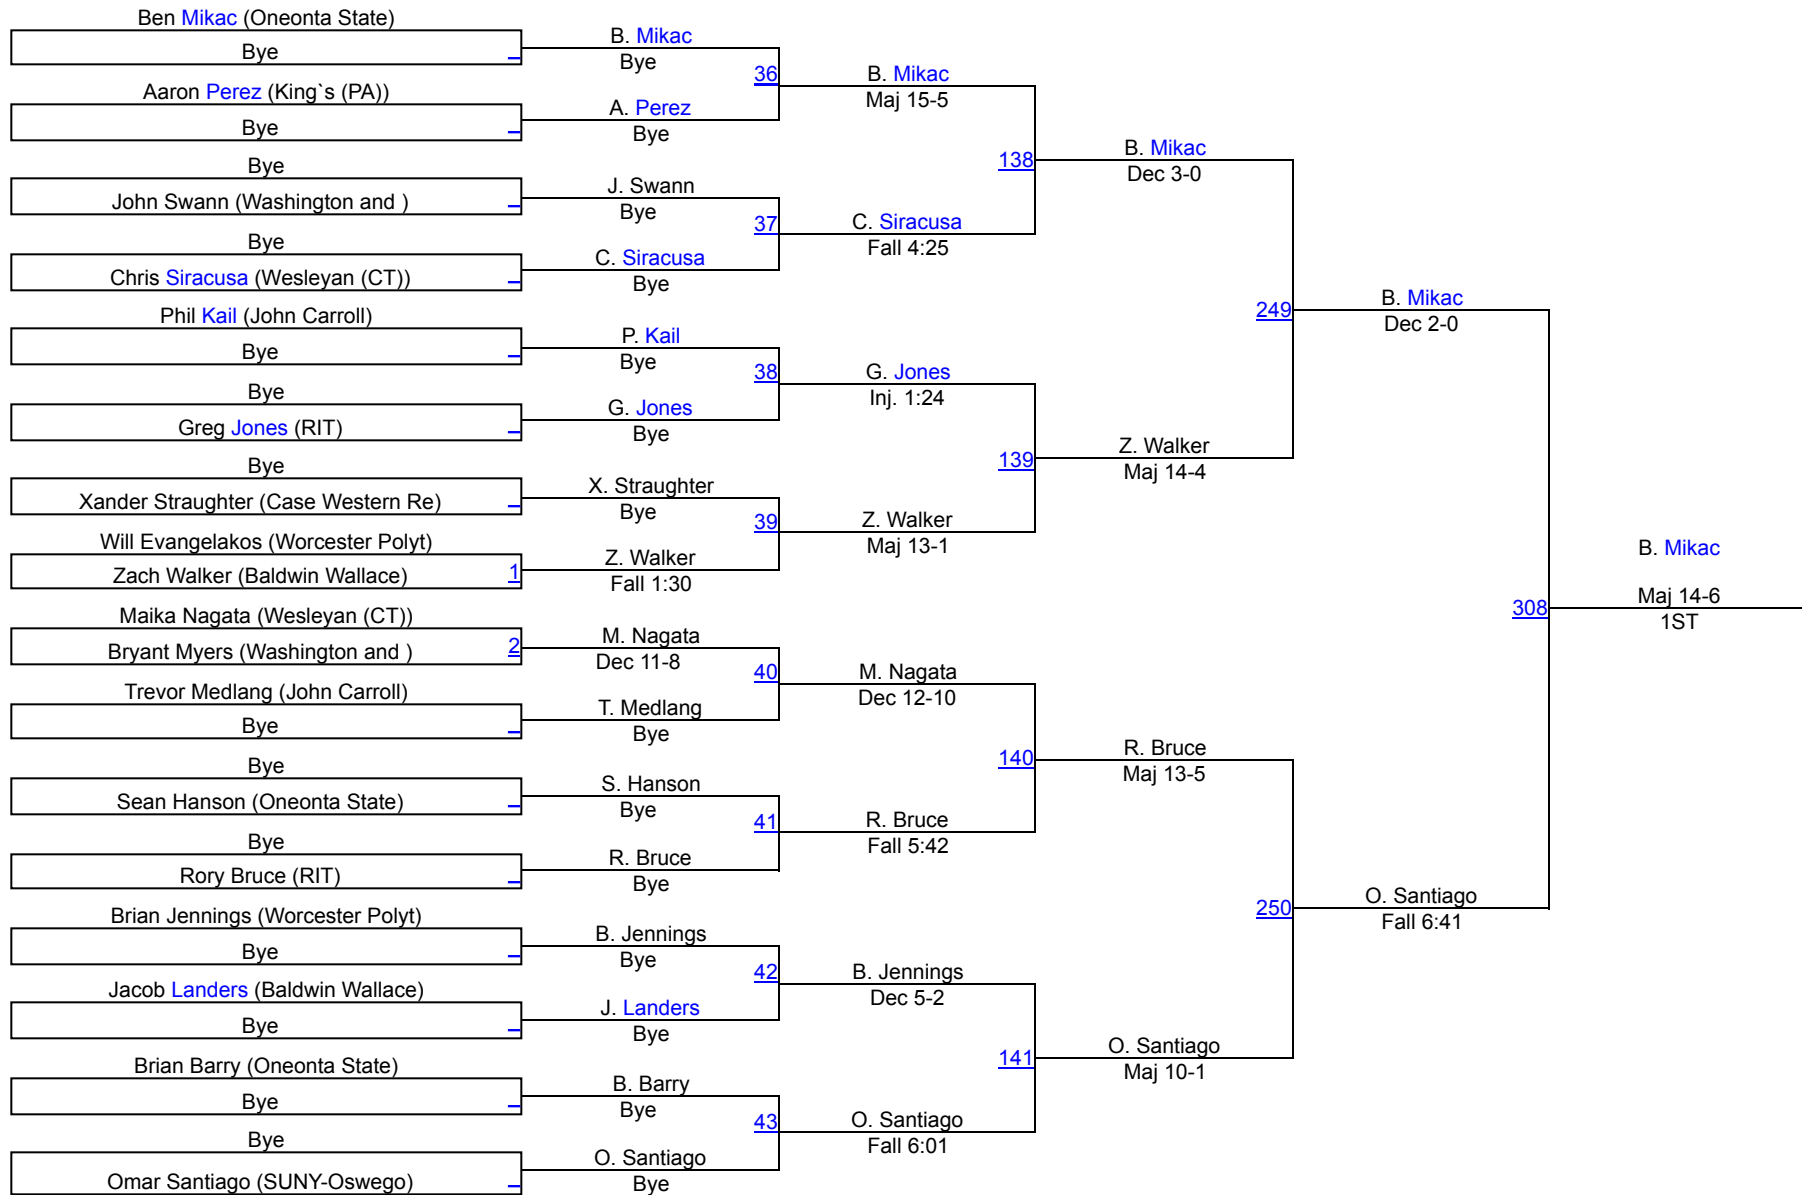 Ben Mikac (Oneonta State)
Bye
_
Aaron Perez (King`s (PA))
Bye
_
Bye
John Swann (Washington and )
_
Bye
Chris Siracusa (Wesleyan (CT))
_
Phil Kail (John Carroll)
Bye
_
Bye
Greg Jones (RIT)
_
Bye
Xander Straughter (Case Western Re)
_
Will Evangelakos (Worcester Polyt)
Zach Walker (Baldwin Wallace)
1
Maika Nagata (Wesleyan (CT))
Bryant Myers (Washington and )
2
Trevor Medlang (John Carroll)
Bye
_
Bye
Sean Hanson (Oneonta State)
_
Bye
Rory Bruce (RIT)
_
Brian Jennings (Worcester Polyt)
Bye
_
Jacob Landers (Baldwin Wallace)
Bye
_
Brian Barry (Oneonta State)
Bye
_
Bye
Omar Santiago (SUNY-Oswego)
_
B. Mikac
Bye
36
A. Perez
Bye
J. Swann
Bye
37
C. Siracusa
Bye
P. Kail
Bye
38
G. Jones
Bye
X. Straughter
Bye
39
Z. Walker
Fall 1:30
M. Nagata
Dec 11-8
40
T. Medlang
Bye
S. Hanson
Bye
41
R. Bruce
Bye
B. Jennings
Bye
42
J. Landers
Bye
B. Barry
Bye
43
O. Santiago
Bye
B. Mikac
Maj 15-5
138
C. Siracusa
Fall 4:25
G. Jones
Inj. 1:24
139
Z. Walker
Maj 13-1
M. Nagata
Dec 12-10
140
R. Bruce
Fall 5:42
B. Jennings
Dec 5-2
141
O. Santiago
Fall 6:01
B. Mikac
Dec 3-0
249
Z. Walker
Maj 14-4
R. Bruce
Maj 13-5
250
O. Santiago
Maj 10-1
B. Mikac
Dec 2-0
308
O. Santiago
Fall 6:41
B. Mikac
Maj 14-6
1ST